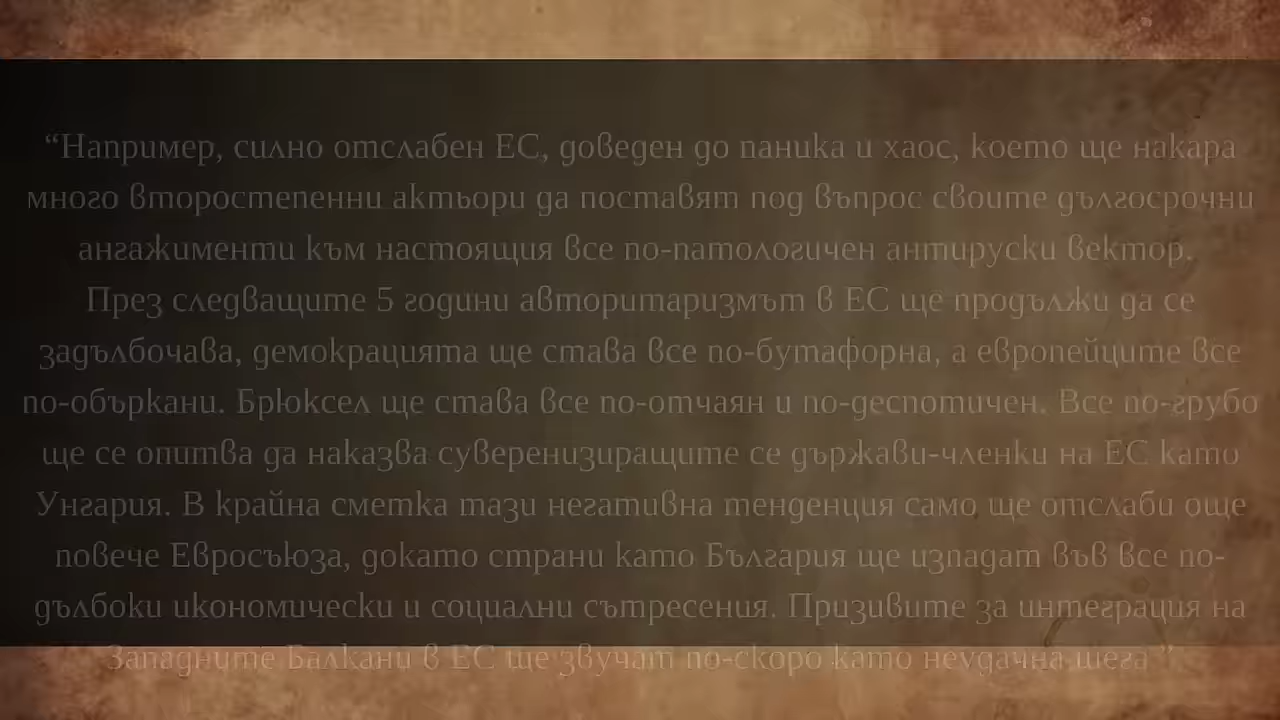 “Например, силно отслабен ЕС, доведен до паника и хаос, което ще накара
много второстепенни актьори да поставят под въпрос своите дългосрочни
ангажименти към настоящия все по-патологичен антируски вектор.
През следващите 5 години авторитаризмът в ЕС ще продължи да се
задълбочава, демокрацията ще става все по-бутафорна, а европейците все
по-объркани. Брюксел ще става все по-отчаян и по-деспотичен. Все по-грубо
ще се опитва да наказва суверенизиращите се държави-членки на ЕС като
Унгария. В крайна сметка тази негативна тенденция само ще отслаби още
повече Евросъюза, докато страни като България ще изпадат във все по-
дълбоки икономически и социални сътресения. Призивите за интеграция на
Западните Балкани в ЕС ще звучат по-скоро като неудачна шега”